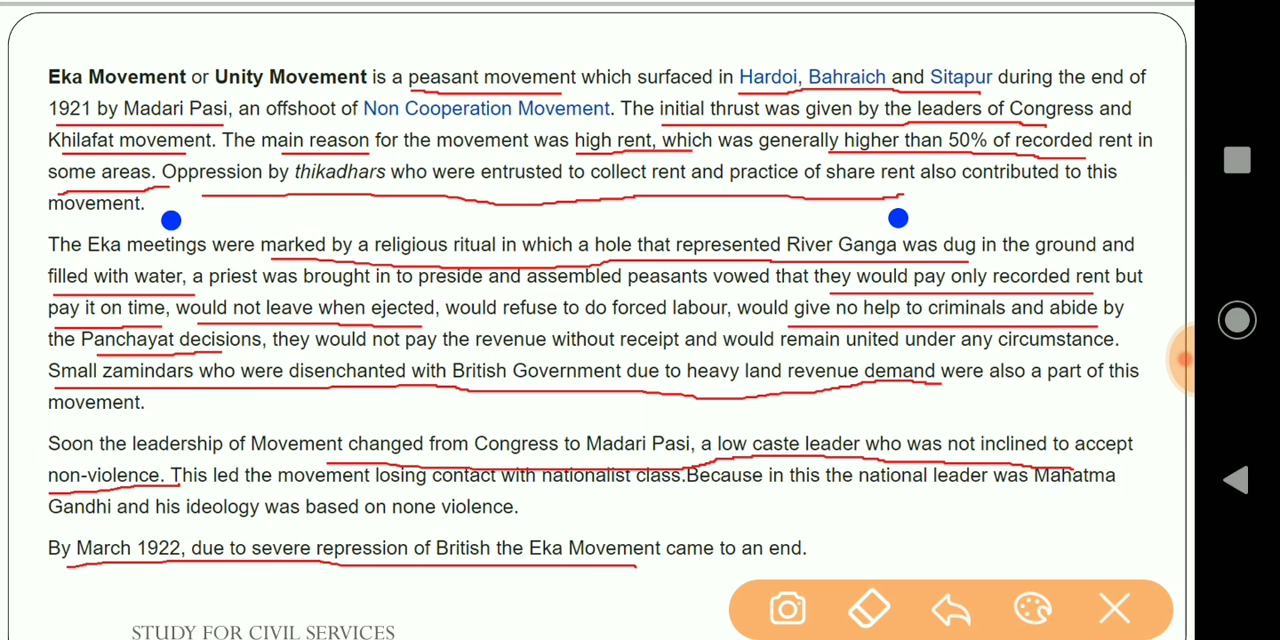 Eka Movement or Unity Movement is a peasant movement which surfaced in Hardoi, Bahraich and Sitapur during the end of
1921 by Madari Pasi, an offshoot of Non Cooperation Movement. The initial thrust was given by the leaders of Congress and
Khilafat movement. The main reason for the movement was high rent, which was generally higher than 50% of recorded rent in
some areas. Oppression by thikadhars who were entrusted to collect rent and practice of share rent also contributed to this
movement.
The Eka meetings were marked by a religious ritual in which a hole that represented River Ganga was dug in the ground and
filled with water, a priest was brought in to preside and assembled peasants vowed that they would pay only recorded rent but
pay it on time, would not leave when ejected, would refuse to do forced labour, would give no help to criminals and abide by
the Panchayat decisions, they would not pay the revenue without receipt and would remain united under any circumstance.
Small zamindars who were disenchanted with British Government due to heavy land revenue demand were also a part of this
movement.
Soon the leadership of Movement changed from Congress to Madari Pasi, a low caste leader who was not inclined to accept
non-violence. This led the movement losing contact with nationalist class.Because in this the national leader was Mahatma
Gandhi and his ideology was based on none violence.
By March 1922, due to severe repression of British the Eka Movement came to an end.
STUDY FOR CIVIL SERVICES